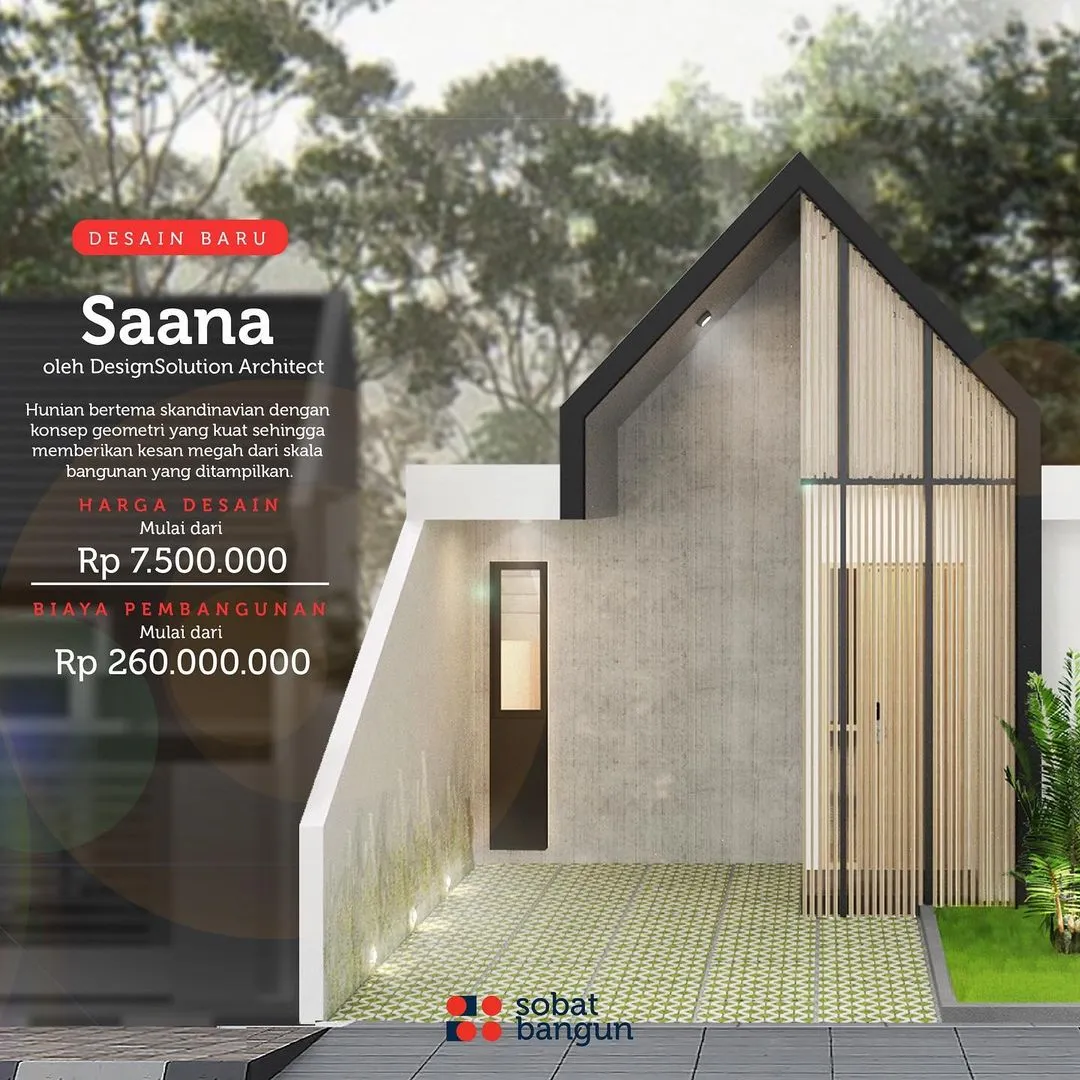 DESAIN BARU
Saana
oleh DesignSolution Architect
Hunian bertema skandinavian dengan
konsep geometri yang kuat sehingga
memberikan kesan megah dari skala
bangunan yang ditampilkan.
HARGA DESAIN
Mulai dari
Rp 7.500.000
BIAYA PEMBANGUNAN
Mulai dari
Rp 260.000.000
sobat
bangun